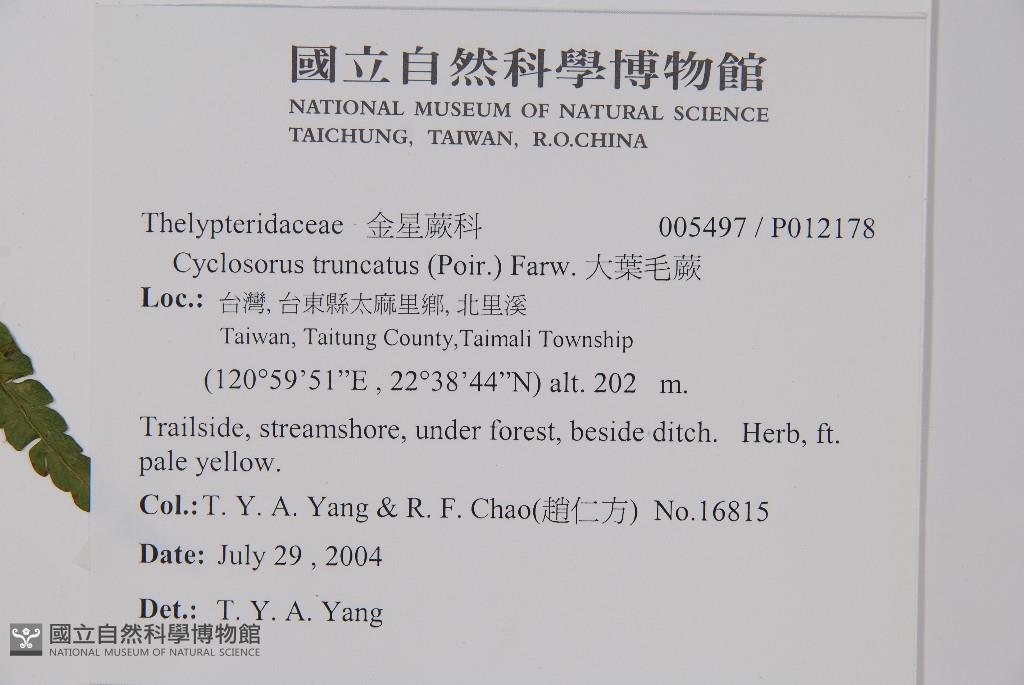 國立自然科學博物館
NATIONAL MUSEUM OF NATURAL SCIENCE
TAICHUNG, TAIWAN, R.O.CHINA
Thelypteridaceae 金星蕨科 005497 / P012178
Cyclosorus truncatus (Poir.) Farw. 大葉毛蕨
Loc.: 台灣, 台東縣太麻里鄉, 北里溪
Taiwan, Taitung County,Taimali Township
(120°59’51”E , 22°38’44”N) alt. 202 m.
Trailside, streamshore, under forest, beside ditch. Herb, ft.
pale yellow.
Col.: T. Y. A. Yang & R. F. Chao(趙仁方) No.16815
Date: July 29 , 2004
Det.: T. Y. A. Yang
國立自然科學博物館
NATIONAL MUSEUM OF NATURAL SCIENCE